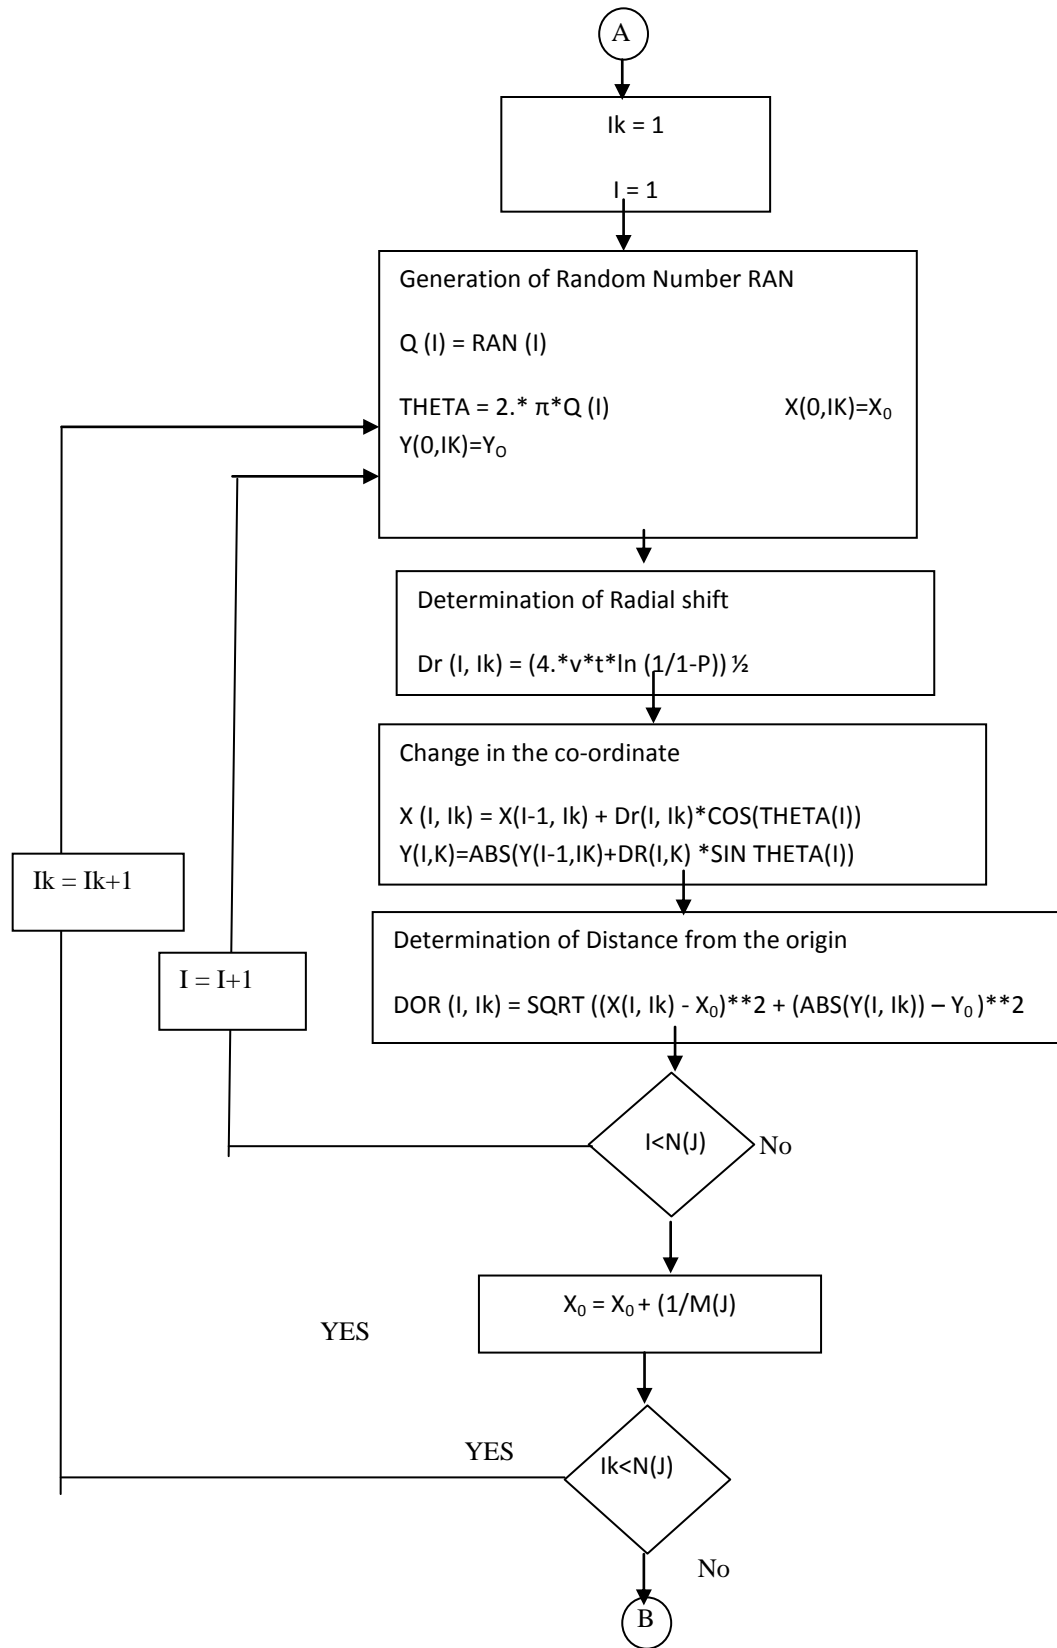 A
Ik = 1
I = 1
Generation of Random Number RAN
Q (I) = RAN (I)
THETA = 2.* π*Q (I) X(0,IK)=X₀
Y(0,IK)=Y₀
Determination of Radial shift
Dr (I, Ik) = (4.*v*t*ln (1/1-P)) ½
Change in the co-ordinate
X (I, Ik) = X(I-1, Ik) + Dr(I, Ik)*COS(THETA(I))
Y(I,K)=ABS(Y(I-1,IK)+DR(I,K) *SIN THETA(I))
Ik = Ik+1
Determination of Distance from the origin
I = I+1
DOR (I, Ik) = SQRT ((X(I, Ik) - X₀)**2 + (ABS(Y(I, Ik)) – Y₀ )**2
I<N(J)
No
X₀ = X₀ + (1/M(J)
YES
YES
Ik<N(J)
No
B